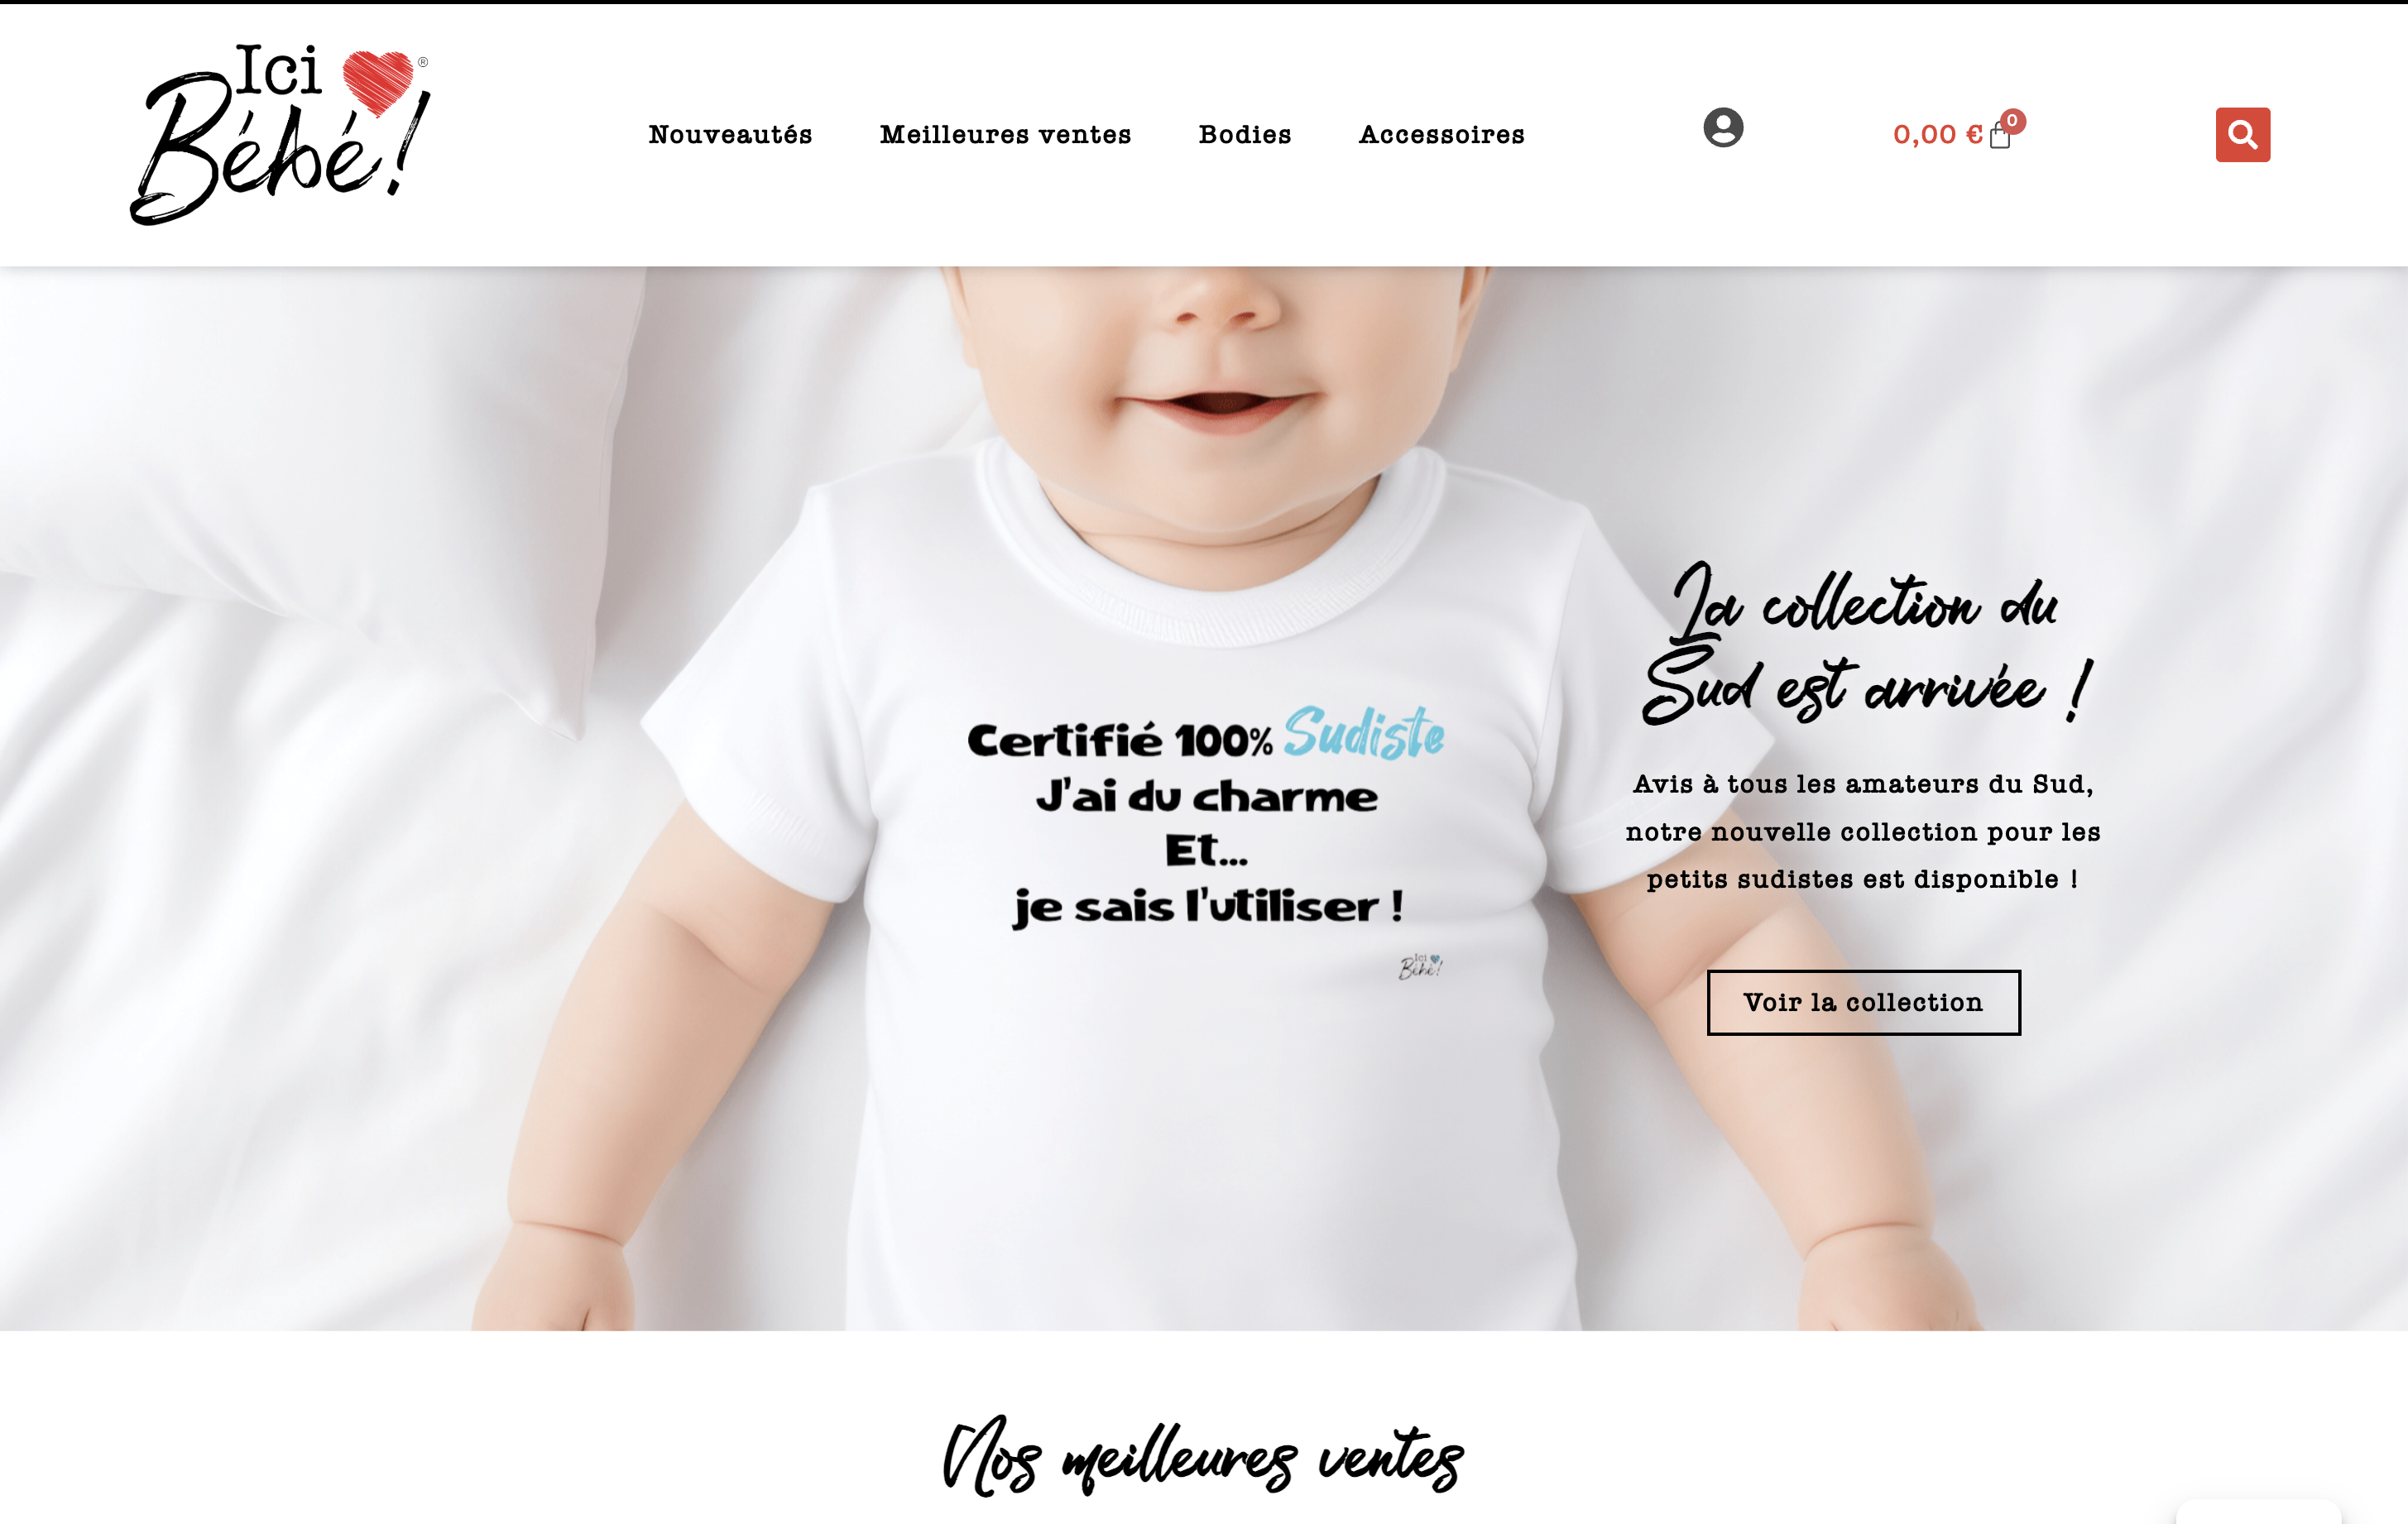 Ici
®
Bébé!
Nouveautés
Meilleures ventes
Bodies
Accessoires
0,00 €
0
La collection du
Sud est arrivée !
Certifié 100% Sudiste
J'ai du charme
Et...
je sais l'utiliser !
Ici
Bébé!
Avis à tous les amateurs du Sud,
notre nouvelle collection pour les
petits sudistes est disponible !
Voir la collection
Nos meilleures ventes